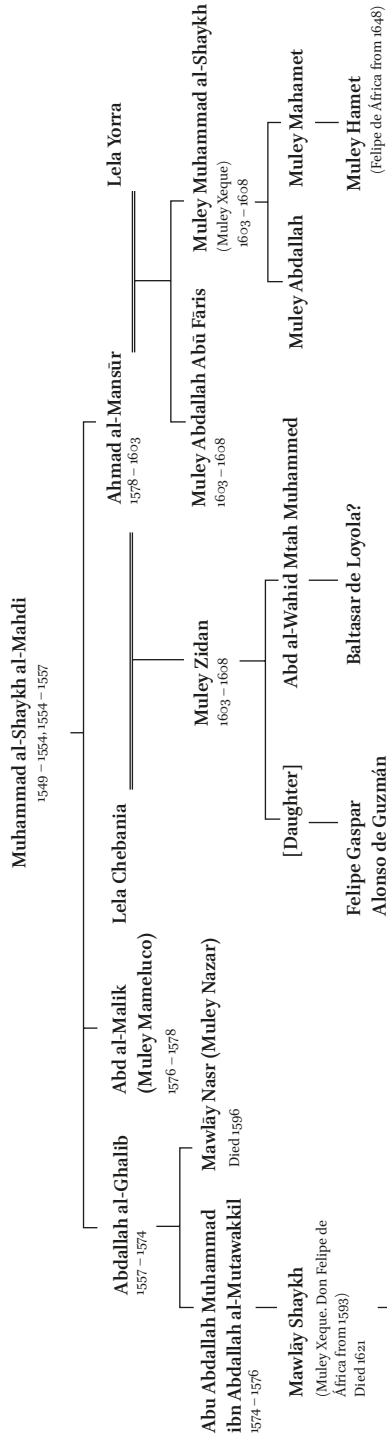 Muhammad al-Shaykh al-Mahdi
1549 – 1554, 1554 – 1557
Abdallah al-Ghalib
1557 – 1574
Abd al-Malik
(Muley Mameluco)
1576 – 1578
Lela Chebania
Ahmad al-Mansūr
1578 – 1603
Lela Yorra
Abu Abdallah Muhammad
ibn Abdallah al-Mutawakkil
1574 – 1576
Mawlāy Nasr (Muley Nazar)
Died 1596
Muley Zidan
1603 – 1608
Muley Abdallah Abū Fāris
1603 – 1608
Muley Muhammad al-Shaykh
(Muley Xeque)
1603 – 1608
Mawlāy Shaykh
(Muley Xeque. Don Felipe de
África from 1593)
Died 1621
[Daughter]
Abd al-Wahid Mtah Muhammed
Muley Abdallah
Muley Mahamet
Felipe Gaspar
Alonso de Guzmán
Baltasar de Loyola?
Muley Hamet
(Felipe de África from 1648)